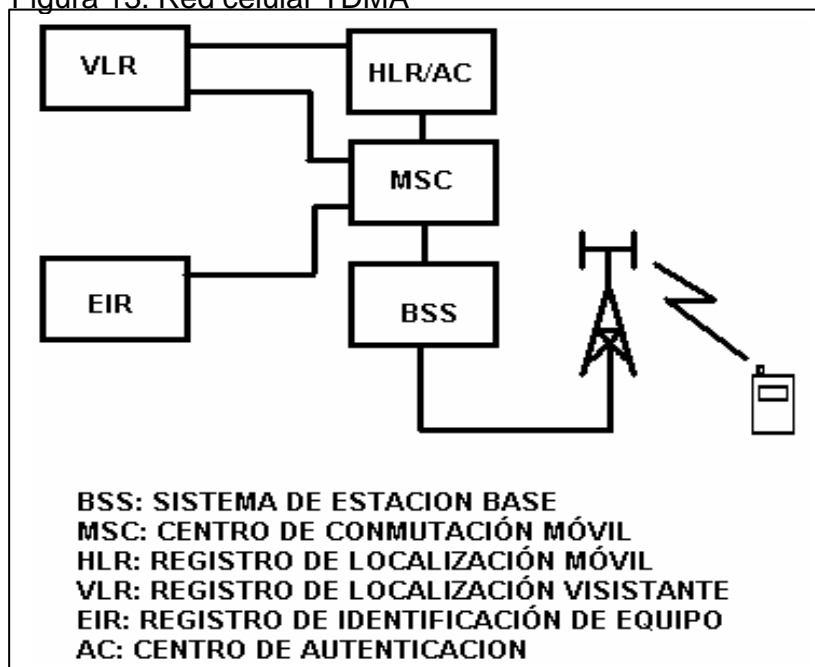 Figura 13. Red celular TDMA
VLR
HLR/AC
MSC
EIR
BSS
BSS: SISTEMA DE ESTACION BASE
MSC: CENTRO DE CONMUTACIÓN MÓVIL
HLR: REGISTRO DE LOCALIZACIÓN MÓVIL
VLR: REGISTRO DE LOCALIZACIÓN VISISTANTE
EIR: REGISTRO DE IDENTIFICACIÓN DE EQUIPO
AC: CENTRO DE AUTENTICACION